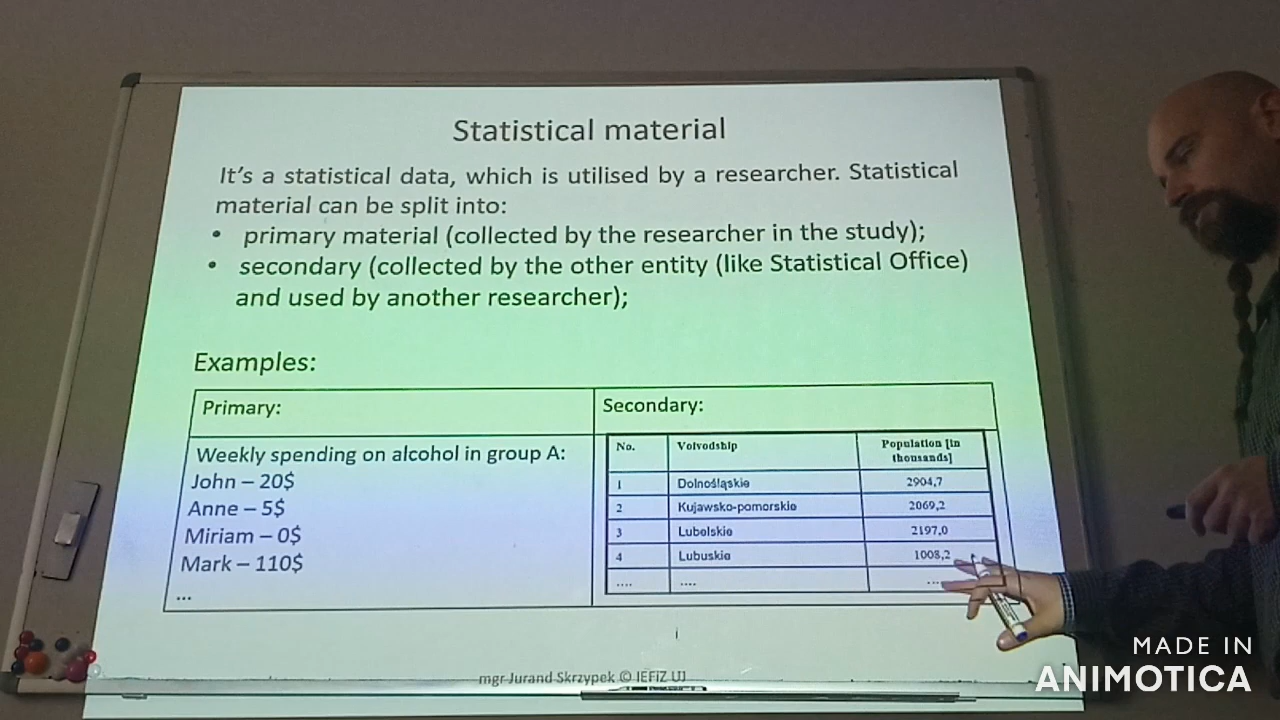 Statistical material
It's a statistical data, which is utilised by a researcher. Statistical
material can be split into:
• primary material (collected by the researcher in the study);
• secondary (collected by the other entity (like Statistical Office)
and used by another researcher);
Examples:
Primary:
Weekly spending on alcohol in group A:
John – 20$
Anne – 5$
Miriam – 0$
Mark – 110$
...
Secondary:
No. Voivodship Population [in
thousands]
1 Dolnośląskie 2904,7
2 Kujawsko-pomorskie 2069,2
3 Lubelskie 2197,0
4 Lubuskie 1008,2
.... .... ....
mgr Jurand Skrzypek © IEFiZ UJ
MADE IN
ANIMOTICA